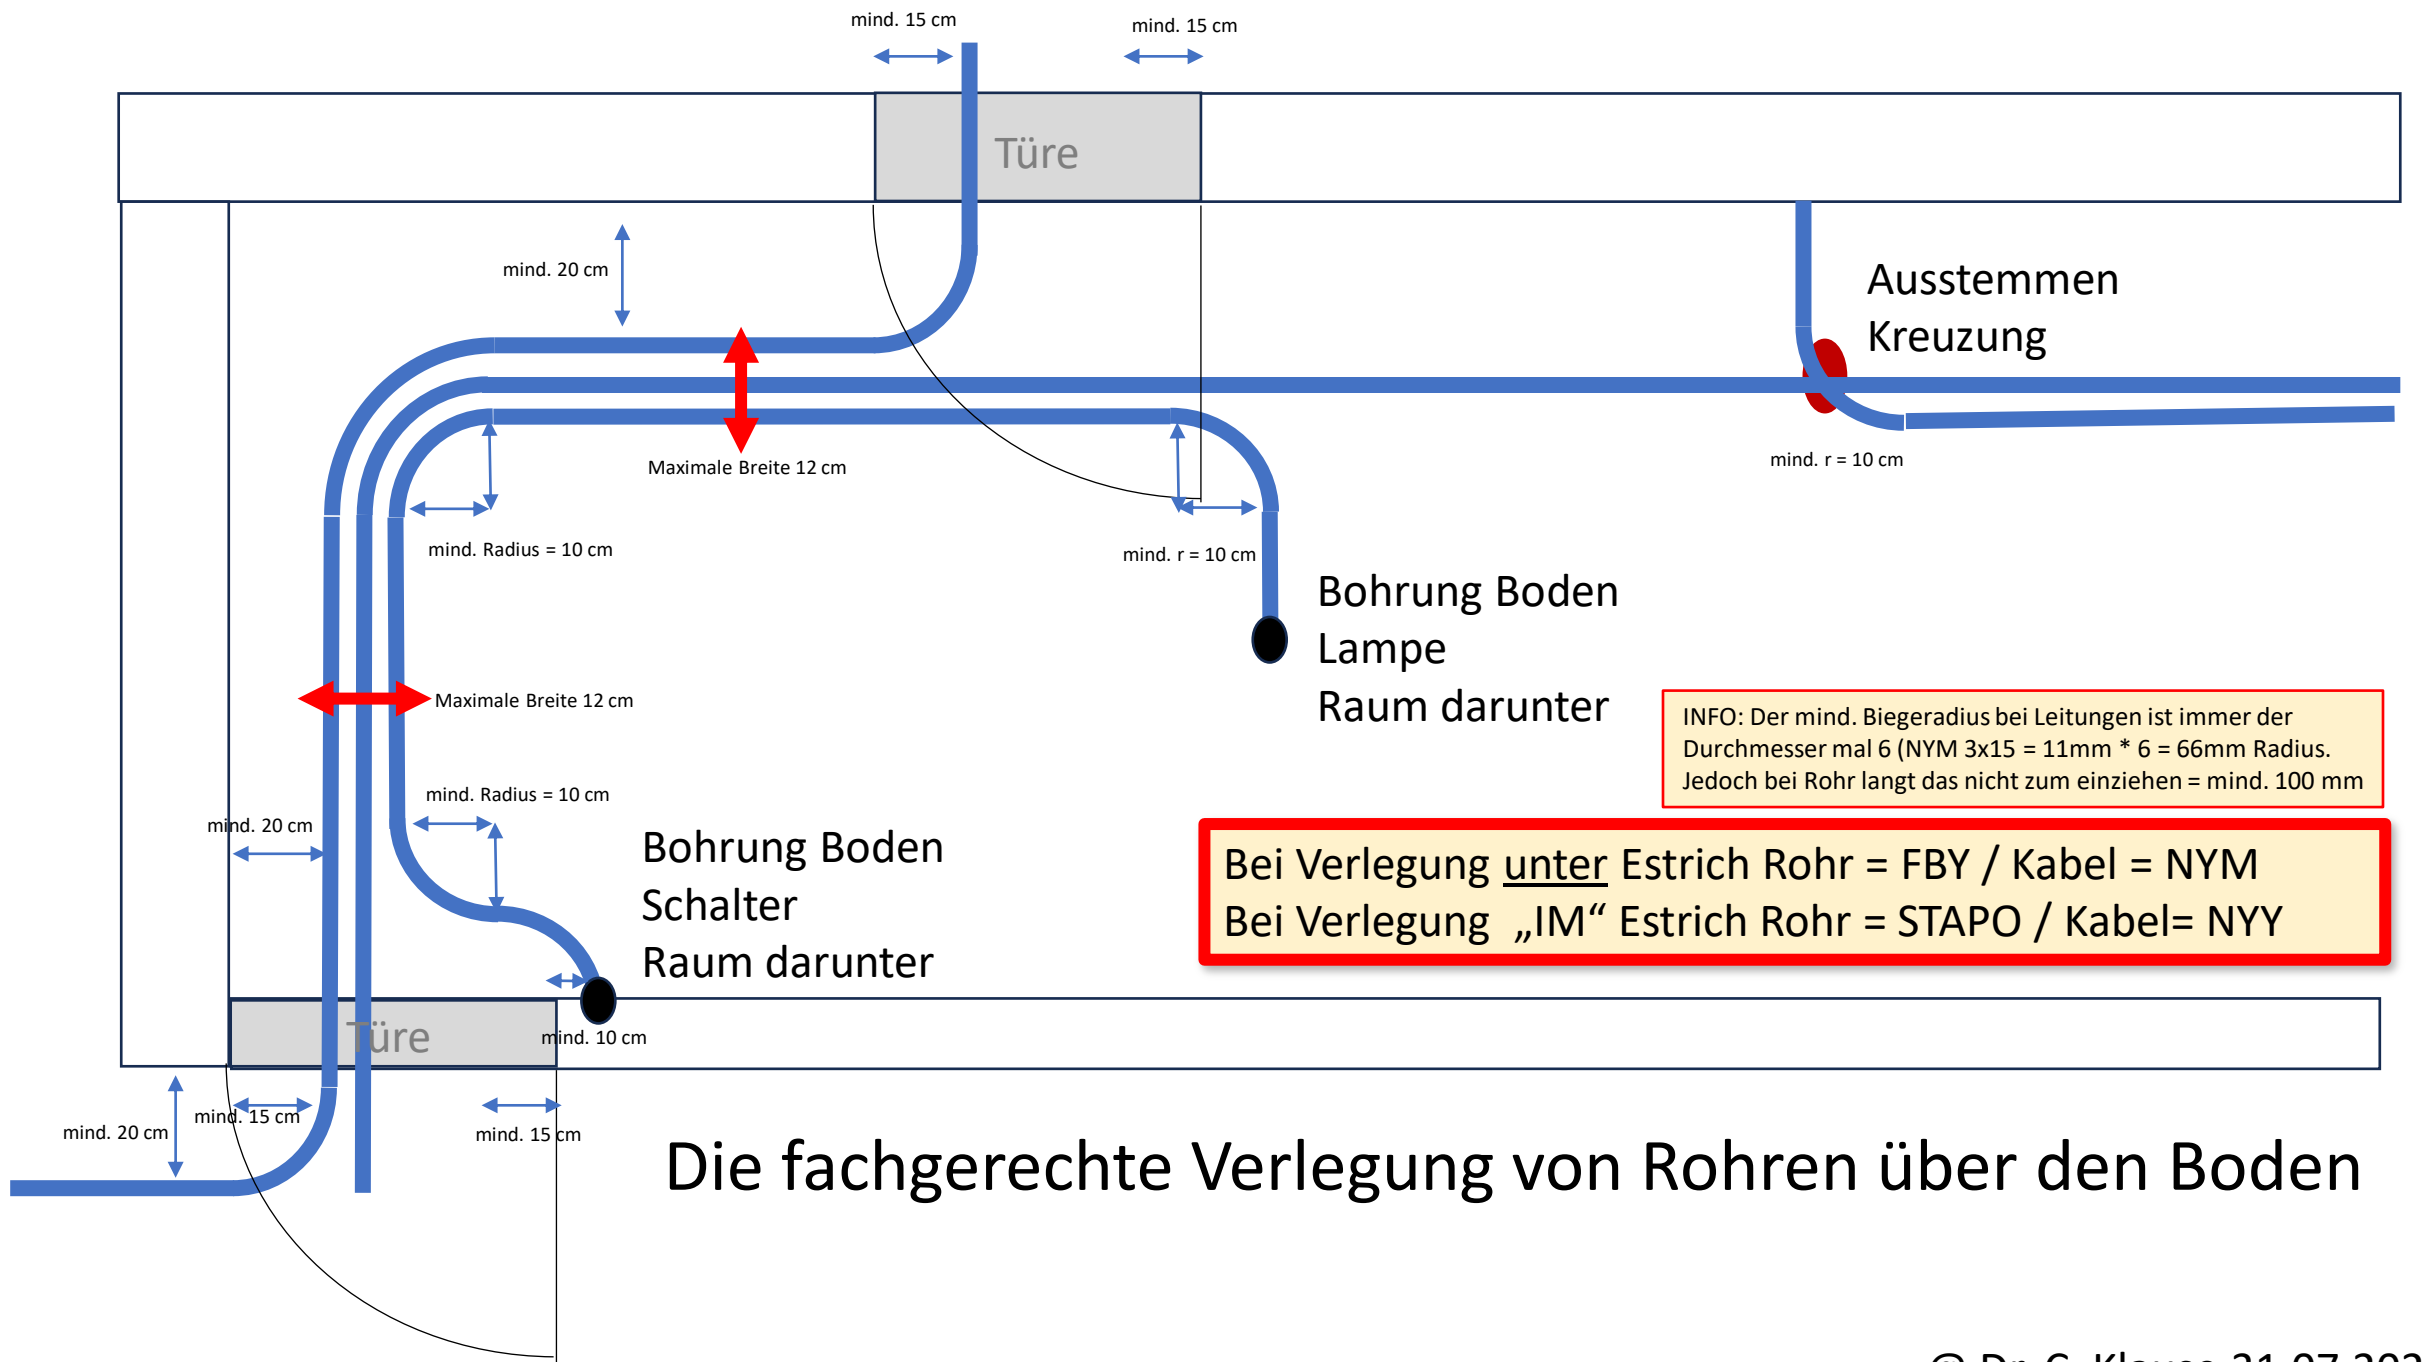 mind. 15 cm
mind. 15 cm
Türe
mind. 20 cm
Ausstemmen
Kreuzung
Maximale Breite 12 cm
mind. r = 10 cm
mind. Radius = 10 cm
mind. r = 10 cm
Bohrung Boden
Lampe
Raum darunter
Maximale Breite 12 cm
INFO: Der mind. Biegeradius bei Leitungen ist immer der
Durchmesser mal 6 (NYM 3x15 = 11mm * 6 = 66mm Radius.
Jedoch bei Rohr langt das nicht zum einziehen = mind. 100 mm
mind. Radius = 10 cm
mind. 20 cm
Bohrung Boden
Schalter
Raum darunter
Bei Verlegung unter Estrich Rohr = FBY / Kabel = NYM
Bei Verlegung „IM“ Estrich Rohr = STAPO / Kabel= NYY
Türe
mind. 10 cm
mind. 20 cm
mind. 15 cm
mind. 15 cm
Die fachgerechte Verlegung von Rohren über den Boden